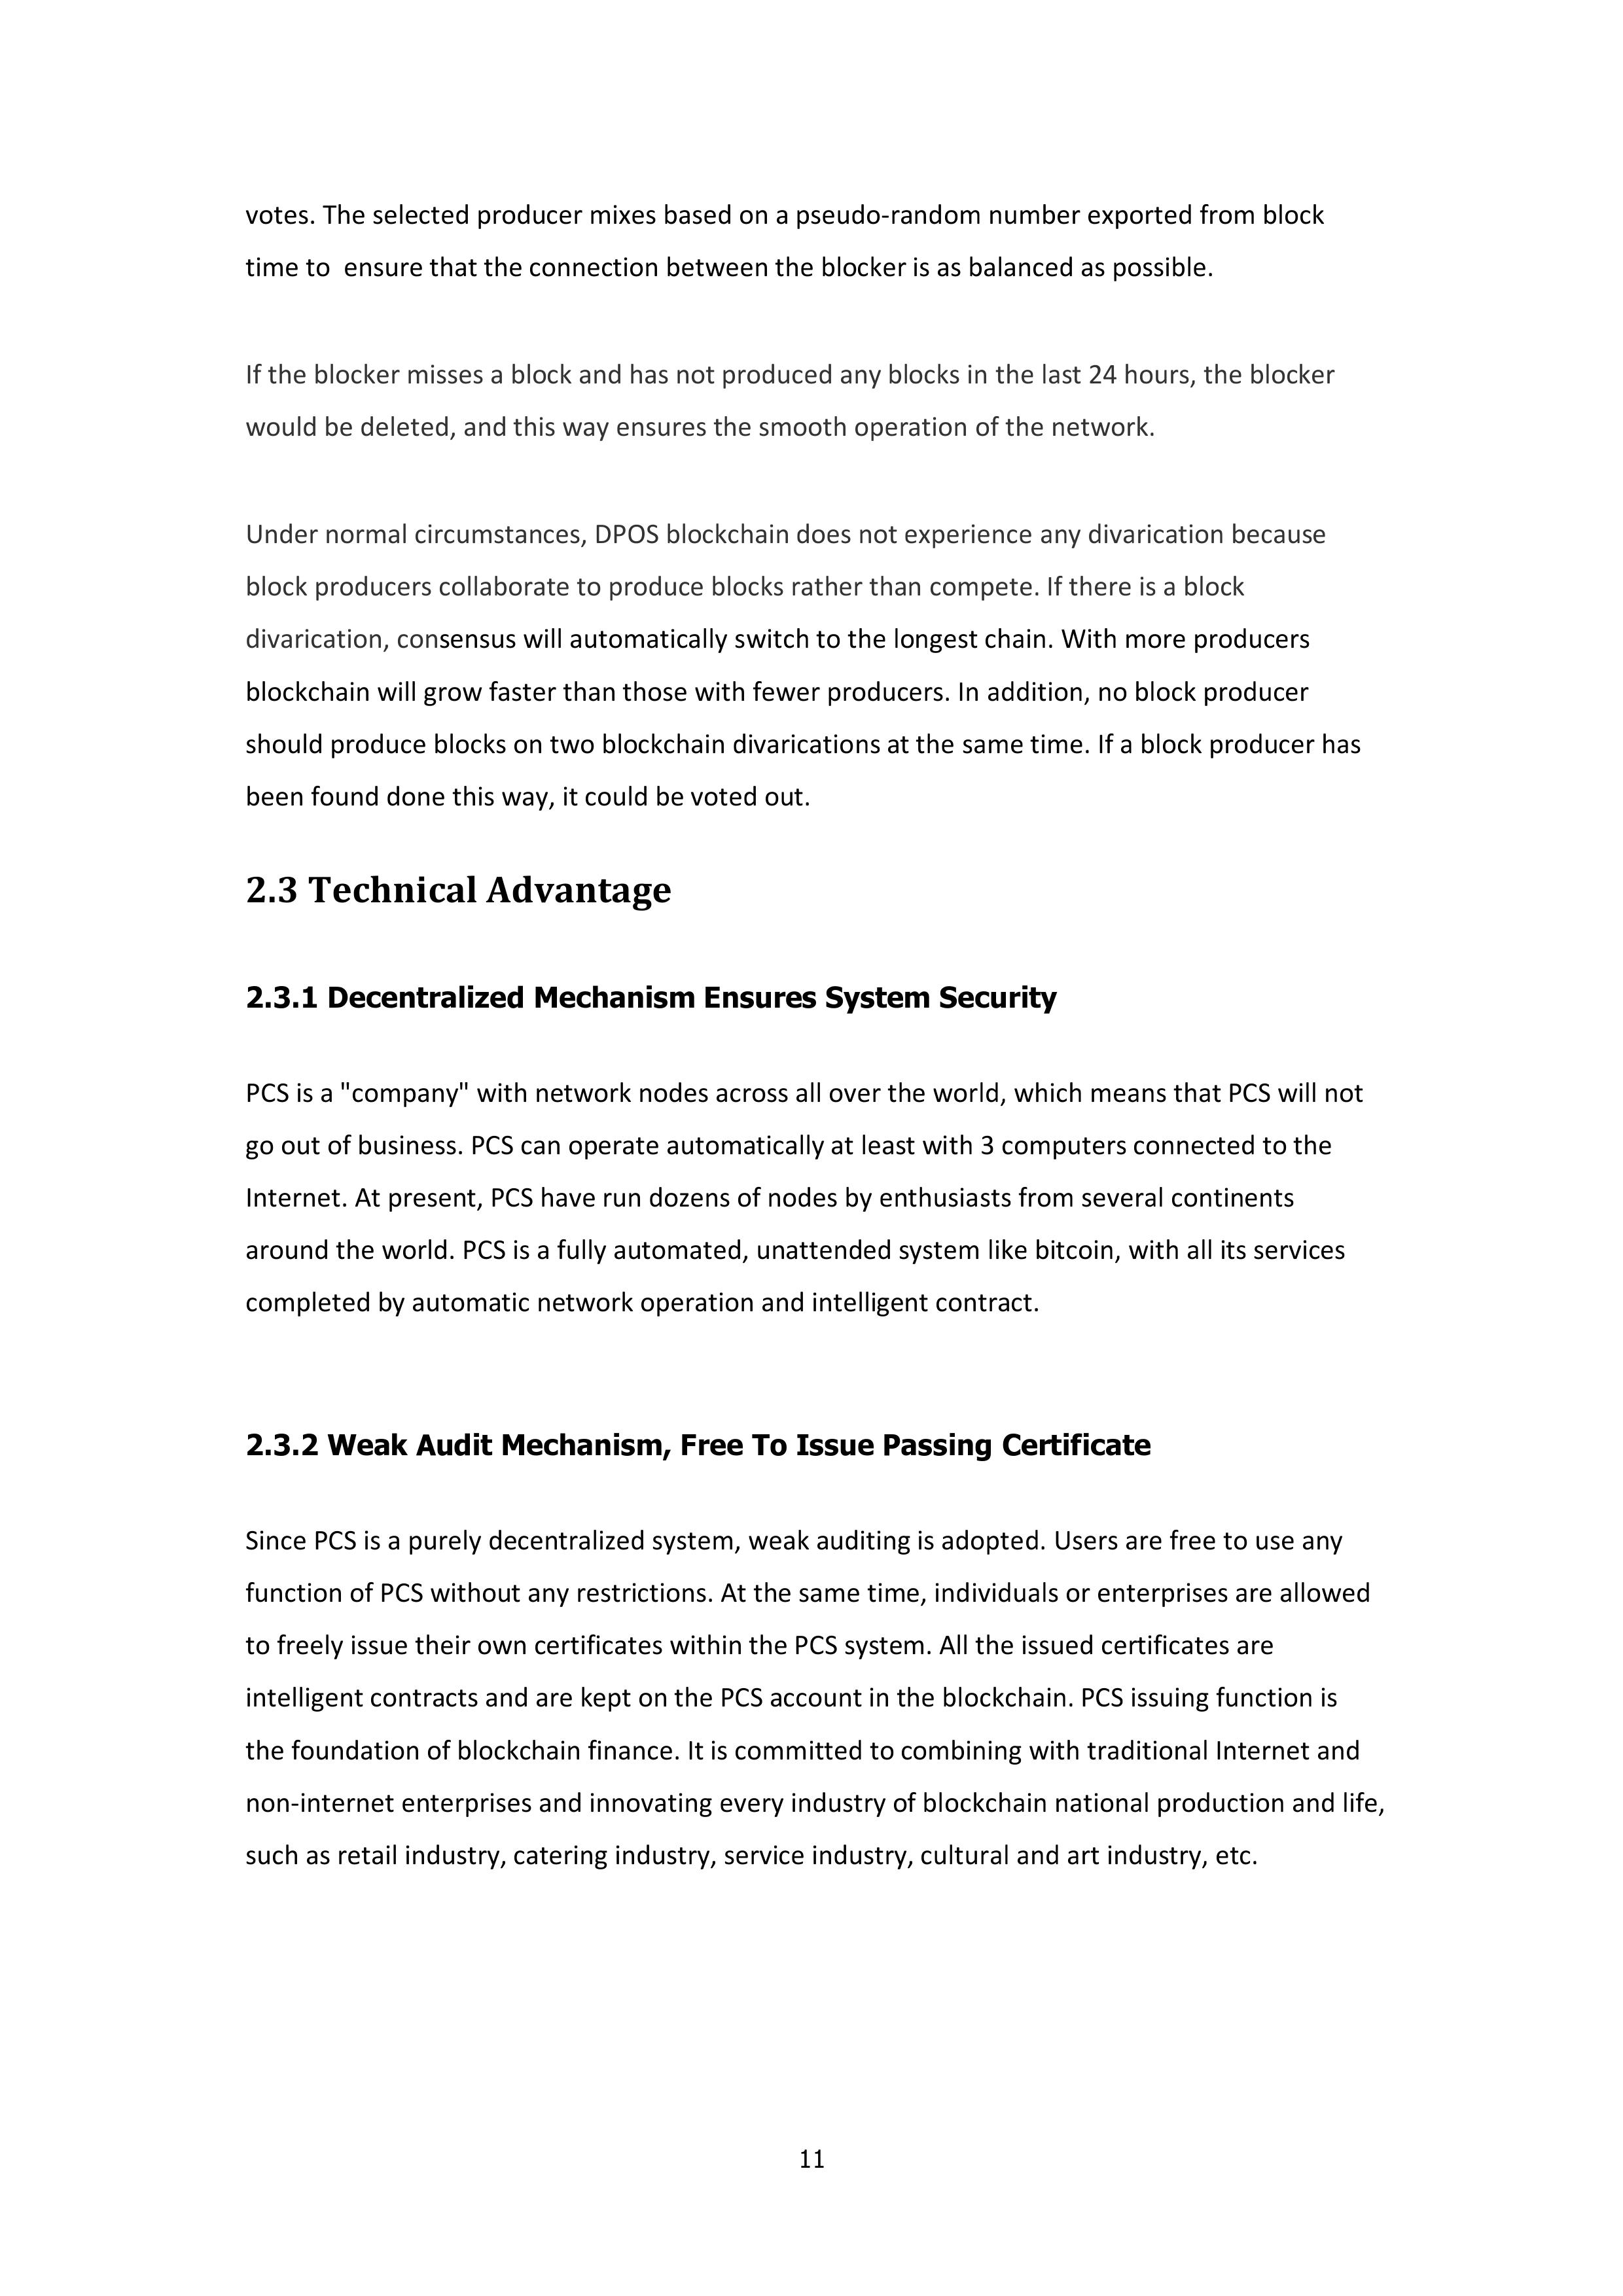 votes. The selected producer mixes based on a pseudo-random number exported from block
time to  ensure that the connection between the blocker is as balanced as possible.
If the blocker misses a block and has not produced any blocks in the last 24 hours, the blocker
would be deleted, and this way ensures the smooth operation of the network.
Under normal circumstances, DPOS blockchain does not experience any divarication because
block producers collaborate to produce blocks rather than compete. If there is a block
divarication, consensus will automatically switch to the longest chain. With more producers
blockchain will grow faster than those with fewer producers. In addition, no block producer
should produce blocks on two blockchain divarications at the same time. If a block producer has
been found done this way, it could be voted out.
2.3 Technical Advantage
2.3.1 Decentralized Mechanism Ensures System Security
PCS is a "company" with network nodes across all over the world, which means that PCS will not
go out of business. PCS can operate automatically at least with 3 computers connected to the
Internet. At present, PCS have run dozens of nodes by enthusiasts from several continents
around the world. PCS is a fully automated, unattended system like bitcoin, with all its services
completed by automatic network operation and intelligent contract.
2.3.2 Weak Audit Mechanism, Free To Issue Passing Certificate
Since PCS is a purely decentralized system, weak auditing is adopted. Users are free to use any
function of PCS without any restrictions. At the same time, individuals or enterprises are allowed
to freely issue their own certificates within the PCS system. All the issued certificates are
intelligent contracts and are kept on the PCS account in the blockchain. PCS issuing function is
the foundation of blockchain finance. It is committed to combining with traditional Internet and
non-internet enterprises and innovating every industry of blockchain national production and life,
such as retail industry, catering industry, service industry, cultural and art industry, etc.
11